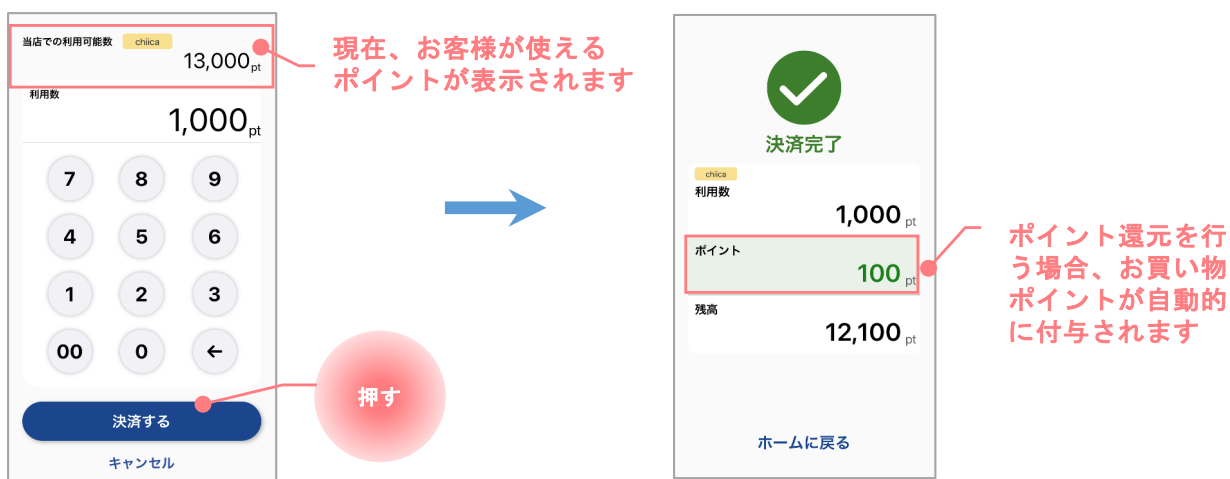 当店での利用可能数 chiica
13,000pt
利用数
1,000pt
7 8 9
4 5 6
1 2 3
00 0 ←
決済する
キャンセル
現在、お客様が使える
ポイントが表示されます
押す
決済完了
chiica
利用数
1,000 pt
ポイント
100 pt
残高
12,100 pt
ホームに戻る
ポイント還元を行
う場合、お買い物
ポイントが自動的
に付与されます